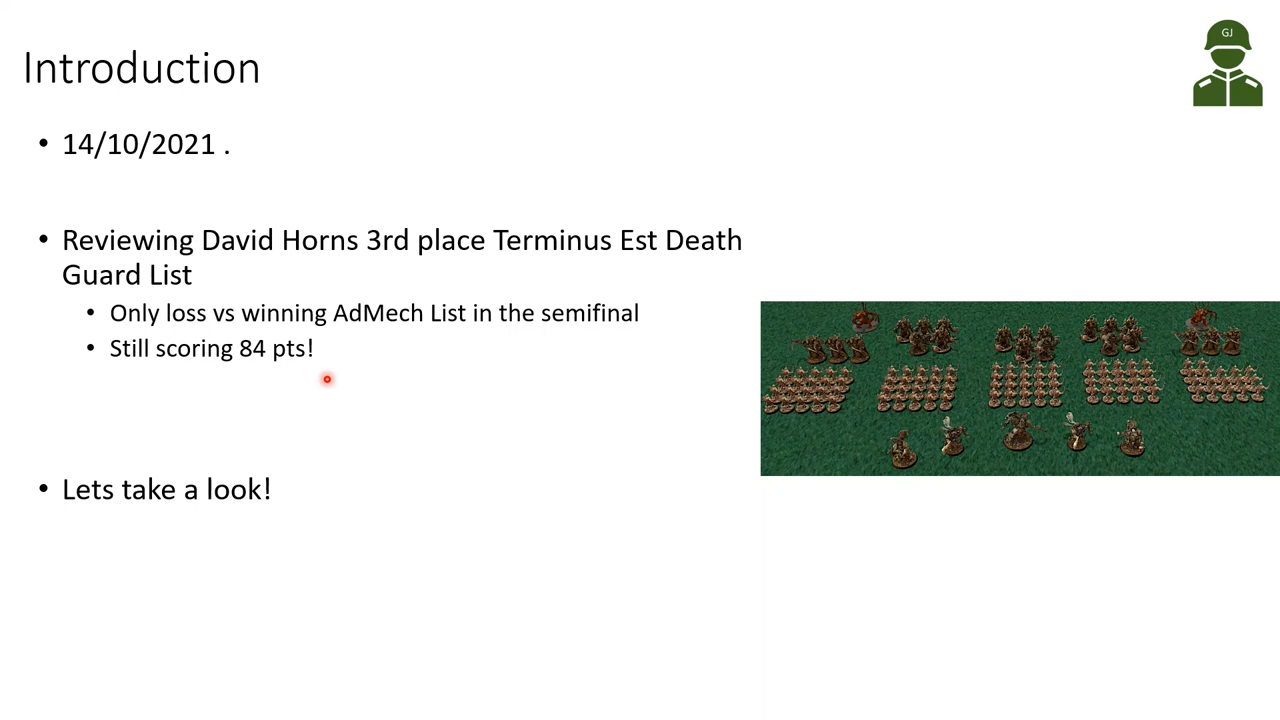 GJ
Introduction
• 14/10/2021 .
• Reviewing David Horns 3rd place Terminus Est Death
Guard List
• Only loss vs winning AdMech List in the semifinal
• Still scoring 84 pts!
• Lets take a look!